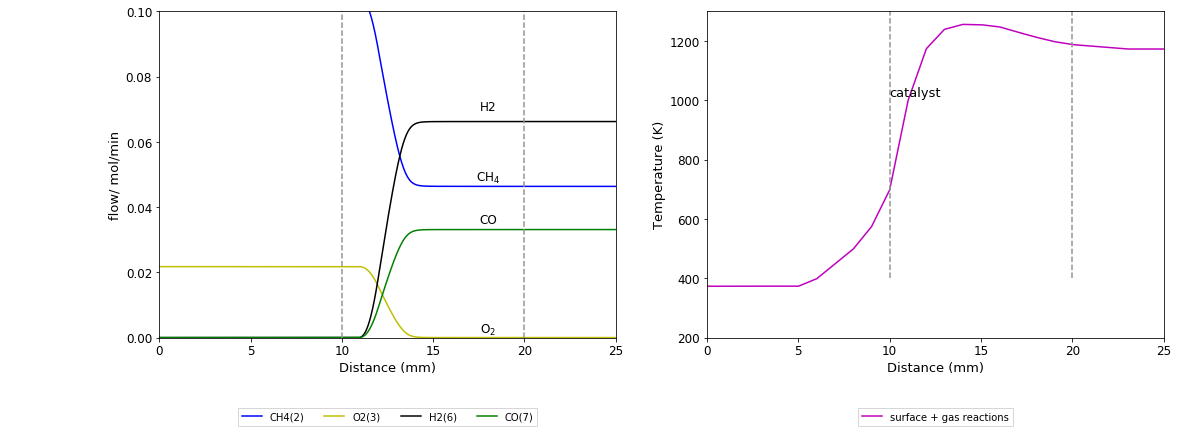 0.10
0.08
0.06
0.04
0.02
0.00
flow/ mol/min
H2
CH₄
CO
O₂
0 5 10 15 20 25
Distance (mm)
CH4(2) O2(3) H2(6) CO(7)
1200
1000
800
600
400
200
Temperature (K)
catalyst
0 5 10 15 20 25
Distance (mm)
surface + gas reactions